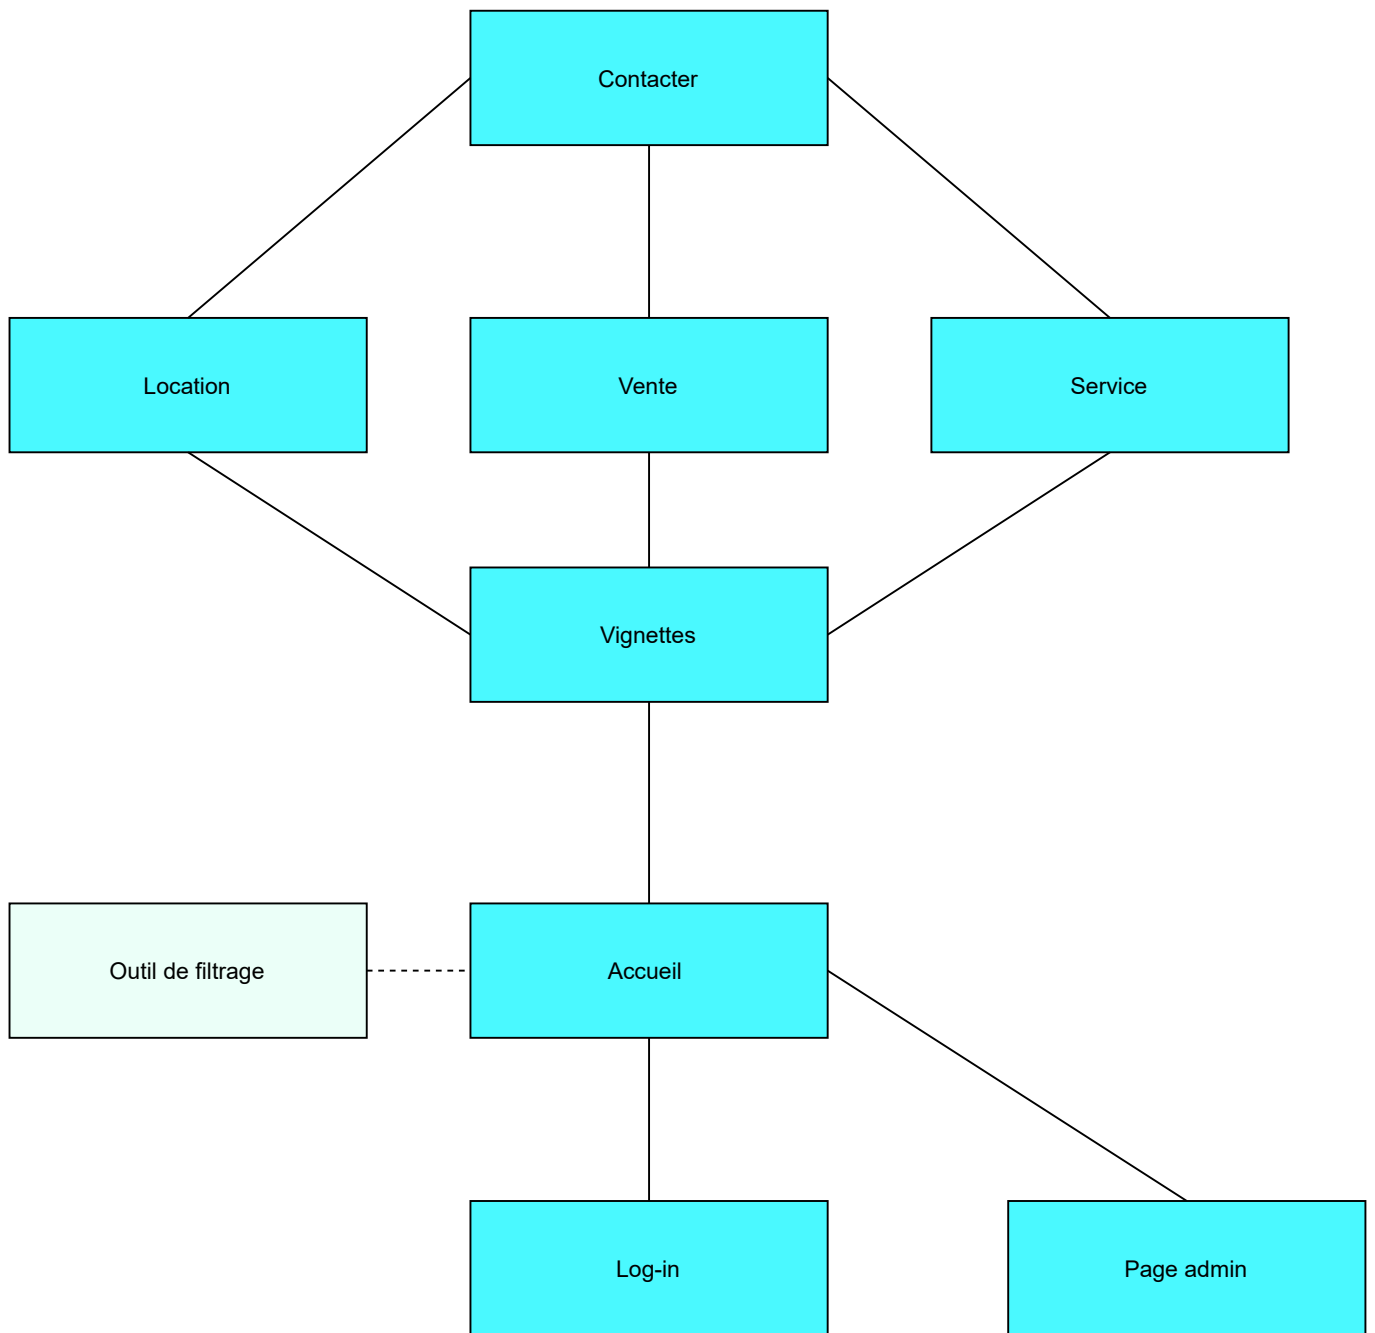 Contacter
Location
Vente
Service
Vignettes
Outil de filtrage
Accueil
Log-in
Page admin